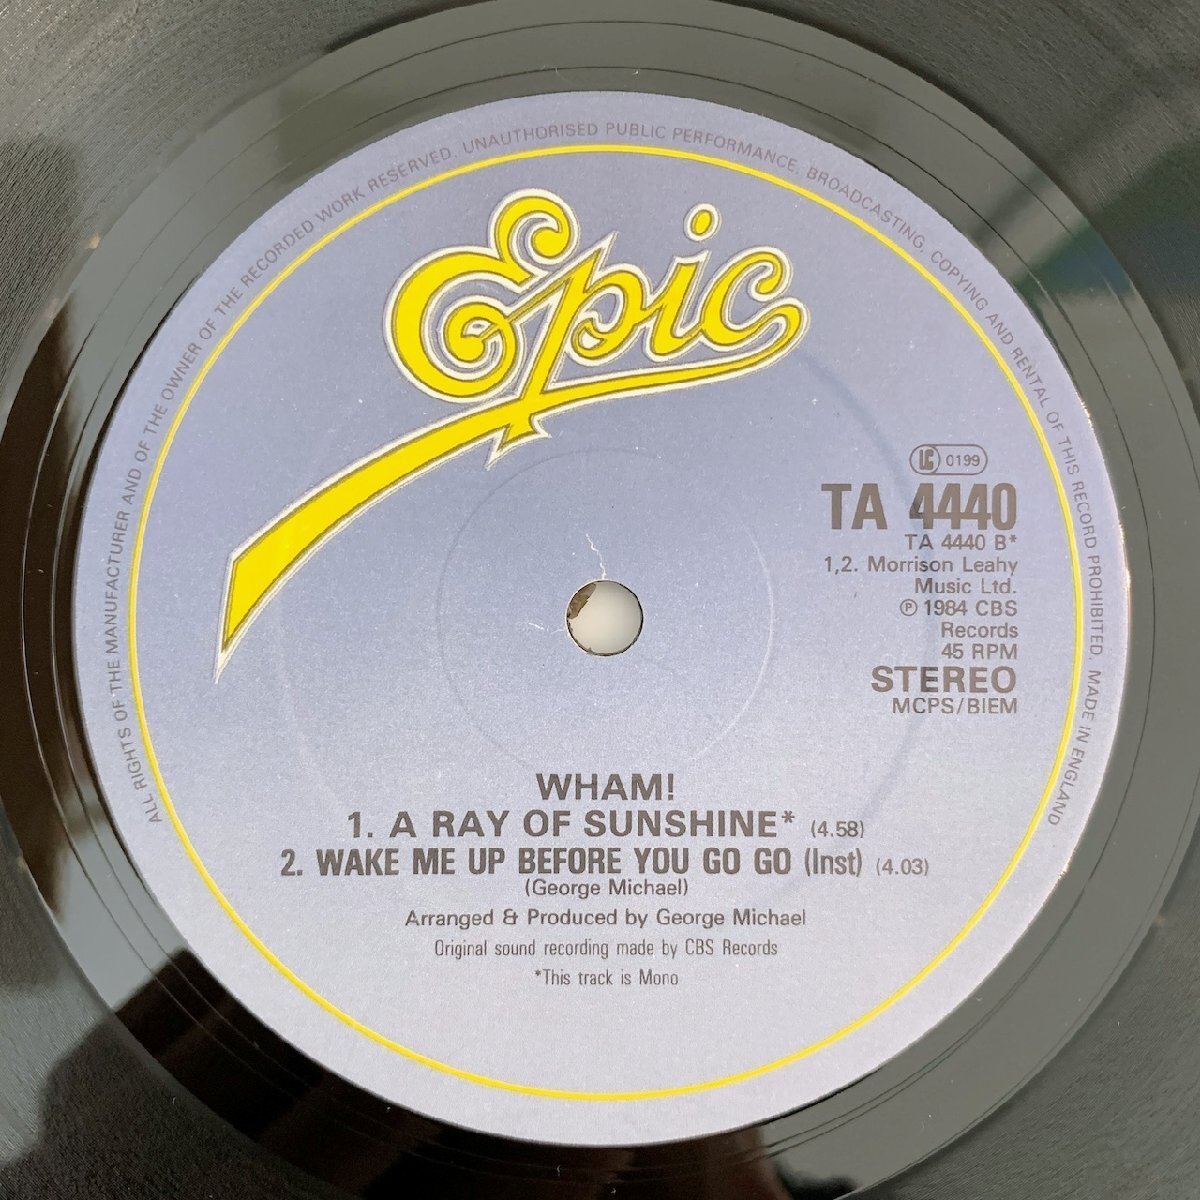 ALL RIGHTS OF THE MANUFACTURER AND OF THE OWNER OF THE RECORDED WORK RESERVED. UNAUTHORISED PUBLIC PERFORMANCE, BROADCASTING, COPYING AND RENTAL OF THIS RECORD PROHIBITED. MADE IN ENGLAND
Epic
LC 0199
TA 4440
TA 4440 B*
1,2. Morrison Leahy
Music Ltd.
℗ 1984 CBS
Records
45 RPM
STEREO
MCPS/BIEM
WHAM!
1. A RAY OF SUNSHINE* (4.58)
2. WAKE ME UP BEFORE YOU GO GO (Inst) (4.03)
(George Michael)
Arranged & Produced by George Michael
Original sound recording made by CBS Records
*This track is Mono